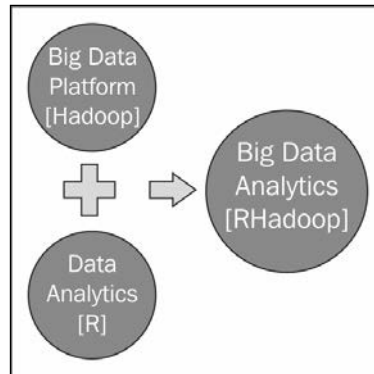 Big Data
Platform
[Hadoop]
Big Data
Analytics
[RHadoop]
Data
Analytics
[R]